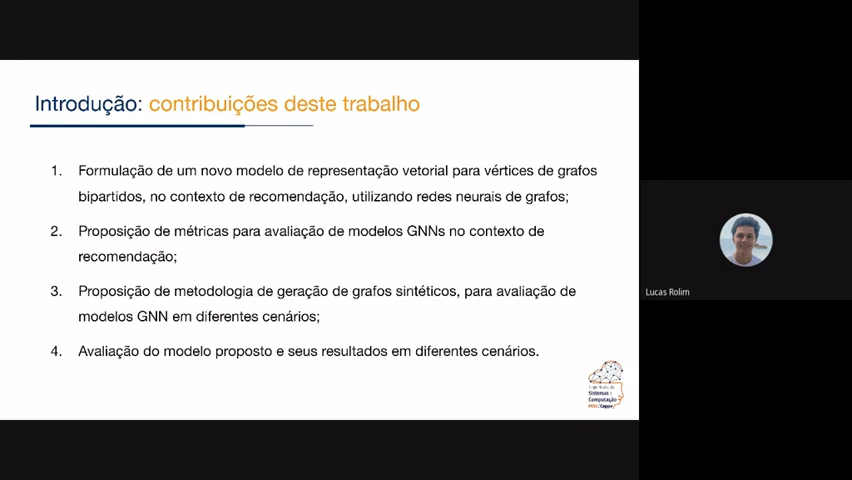 Introdução: contribuições deste trabalho
1. Formulação de um novo modelo de representação vetorial para vértices de grafos
bipartidos, no contexto de recomendação, utilizando redes neurais de grafos;
2. Proposição de métricas para avaliação de modelos GNNs no contexto de
recomendação;
3. Proposição de metodologia de geração de grafos sintéticos, para avaliação de
modelos GNN em diferentes cenários;
4. Avaliação do modelo proposto e seus resultados em diferentes cenários.
Sistemas e
Computação
Lucas Rolim